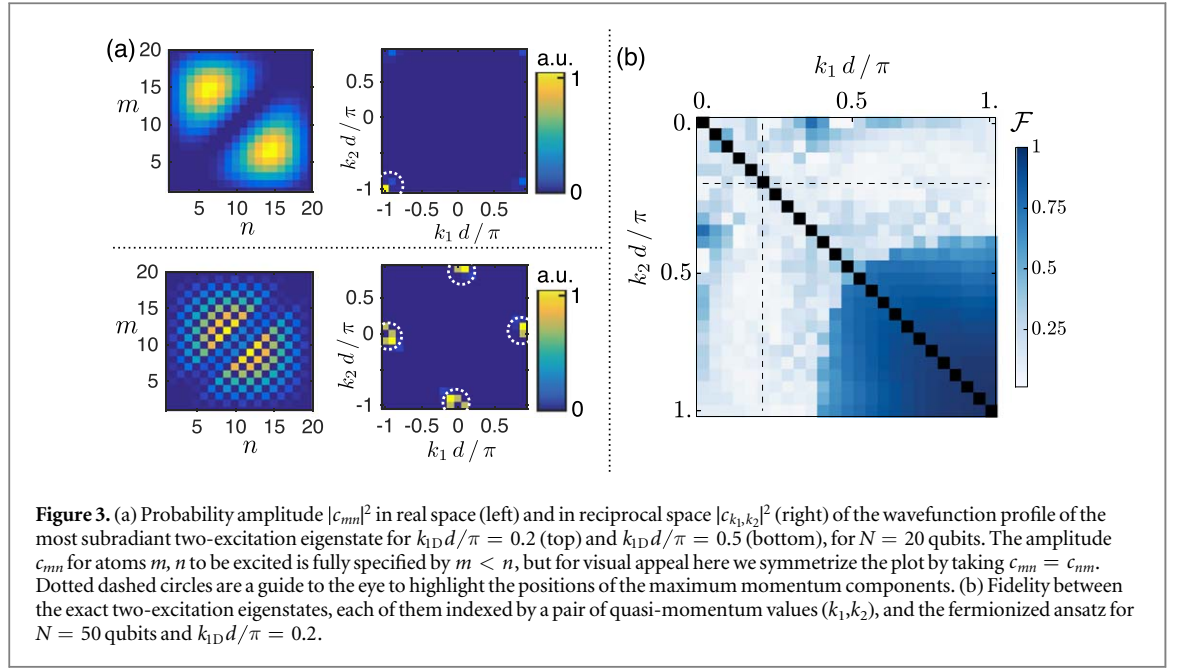 (a)
20
15
m
10
5
5
10
15
20
n
0.5
0
k₂ d / π
-1
-1
-0.5
0
0.5
k₁ d / π
a.u.
1
0
20
15
m
10
5
5
10
15
20
n
0.5
0
k₂ d / π
-1
-1
-0.5
0
0.5
k₁ d / π
a.u.
1
0
(b)
k₁ d / π
0.
0.5
1.
0.
k₂ d / π
0.5
1.
ℱ
1
0.75
0.5
0.25
Figure 3. (a) Probability amplitude |cₘₙ|² in real space (left) and in reciprocal space |c_{k₁,k₂}|² (right) of the wavefunction profile of the
most subradiant two-excitation eigenstate for k₁Dd/π = 0.2 (top) and k₁Dd/π = 0.5 (bottom), for N = 20 qubits. The amplitude
cₘₙ for atoms m, n to be excited is fully specified by m < n, but for visual appeal here we symmetrize the plot by taking cₘₙ = cₙₘ.
Dotted dashed circles are a guide to the eye to highlight the positions of the maximum momentum components. (b) Fidelity between
the exact two-excitation eigenstates, each of them indexed by a pair of quasi-momentum values (k₁,k₂), and the fermionized ansatz for
N = 50 qubits and k₁Dd/π = 0.2.